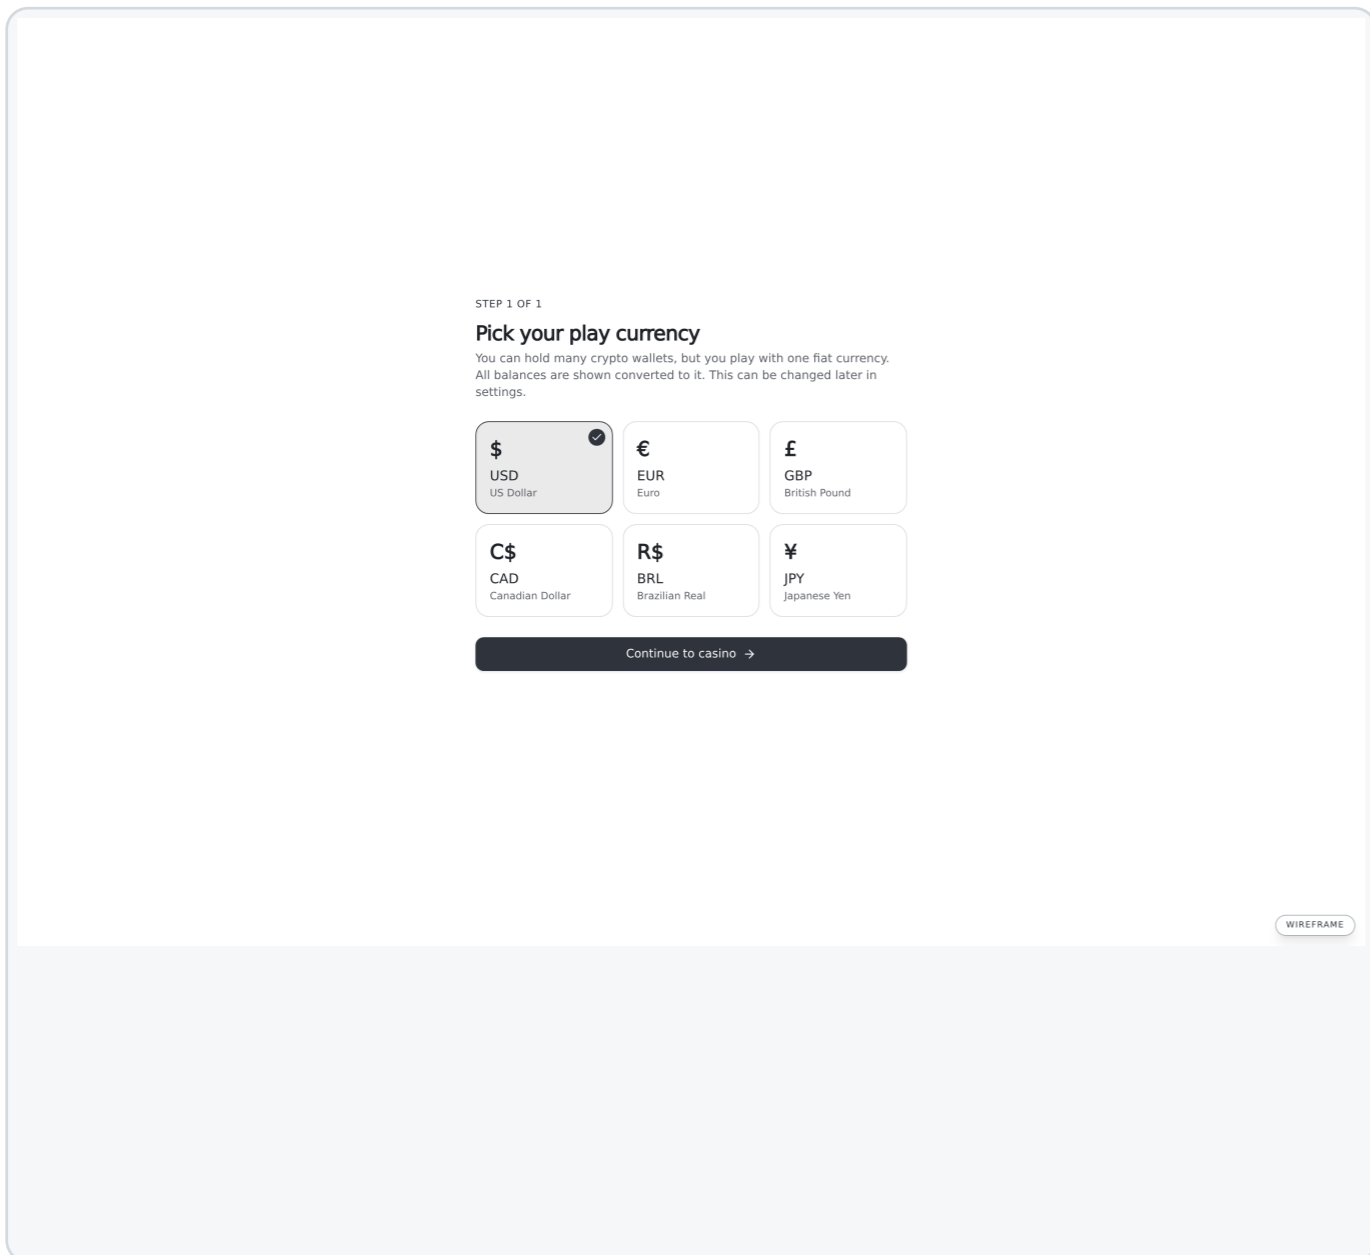 STEP 1 OF 1
Pick your play currency
You can hold many crypto wallets, but you play with one fiat currency.
All balances are shown converted to it. This can be changed later in
settings.
$
USD
US Dollar
€
EUR
Euro
£
GBP
British Pound
C$
CAD
Canadian Dollar
R$
BRL
Brazilian Real
¥
JPY
Japanese Yen
Continue to casino →
WIREFRAME